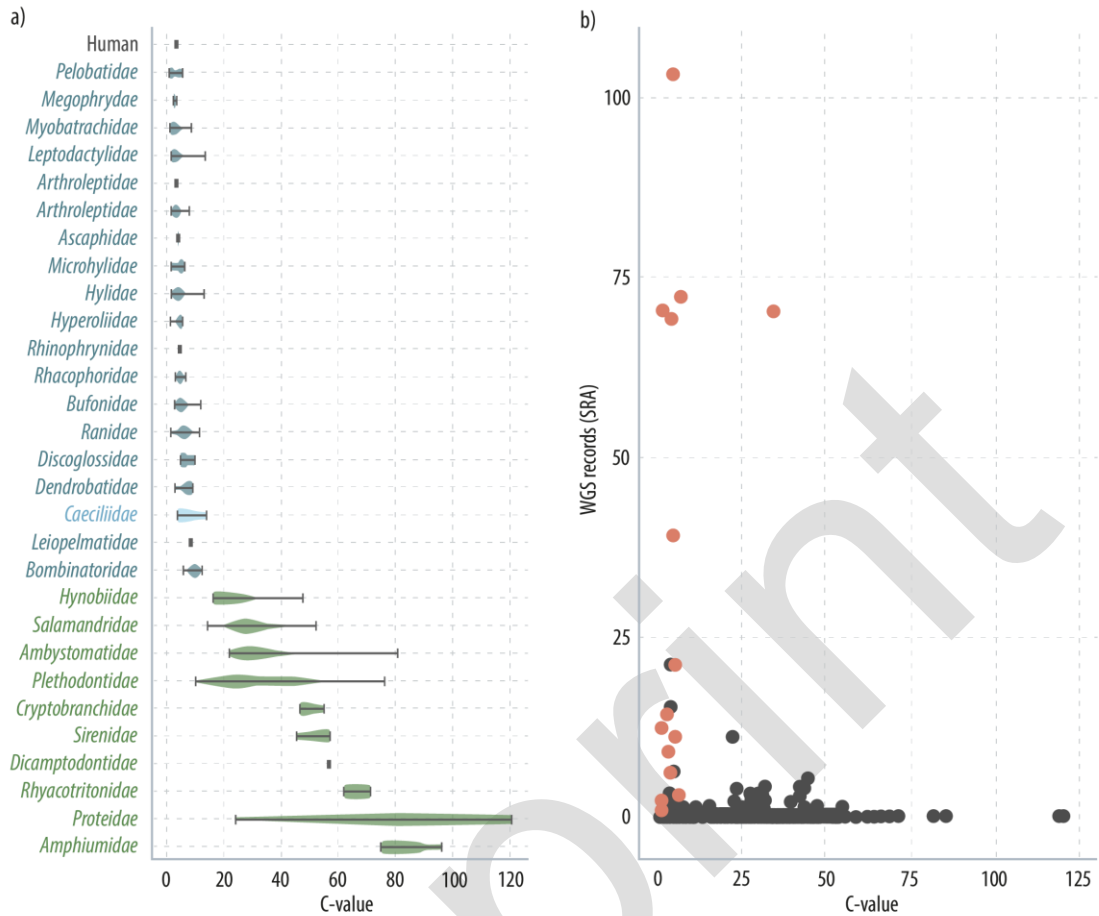 a)
Human
Pelobatidae
Megophrydae
Myobatrachidae
Leptodactylidae
Arthroleptidae
Arthroleptidae
Ascaphidae
Microhylidae
Hylidae
Hyperoliidae
Rhinophrynidae
Rhacophoridae
Bufonidae
Ranidae
Discoglossidae
Dendrobatidae
Caeciliidae
Leiopelmatidae
Bombinatoridae
Hynobiidae
Salamandridae
Ambystomatidae
Plethodontidae
Cryptobranchidae
Sirenidae
Dicamptodontidae
Rhyacotritonidae
Proteidae
Amphiumidae
0 20 40 60 80 100 120
C-value
b)
WGS records (SRA)
100
75
50
25
0
0 25 50 75 100 125
C-value
print